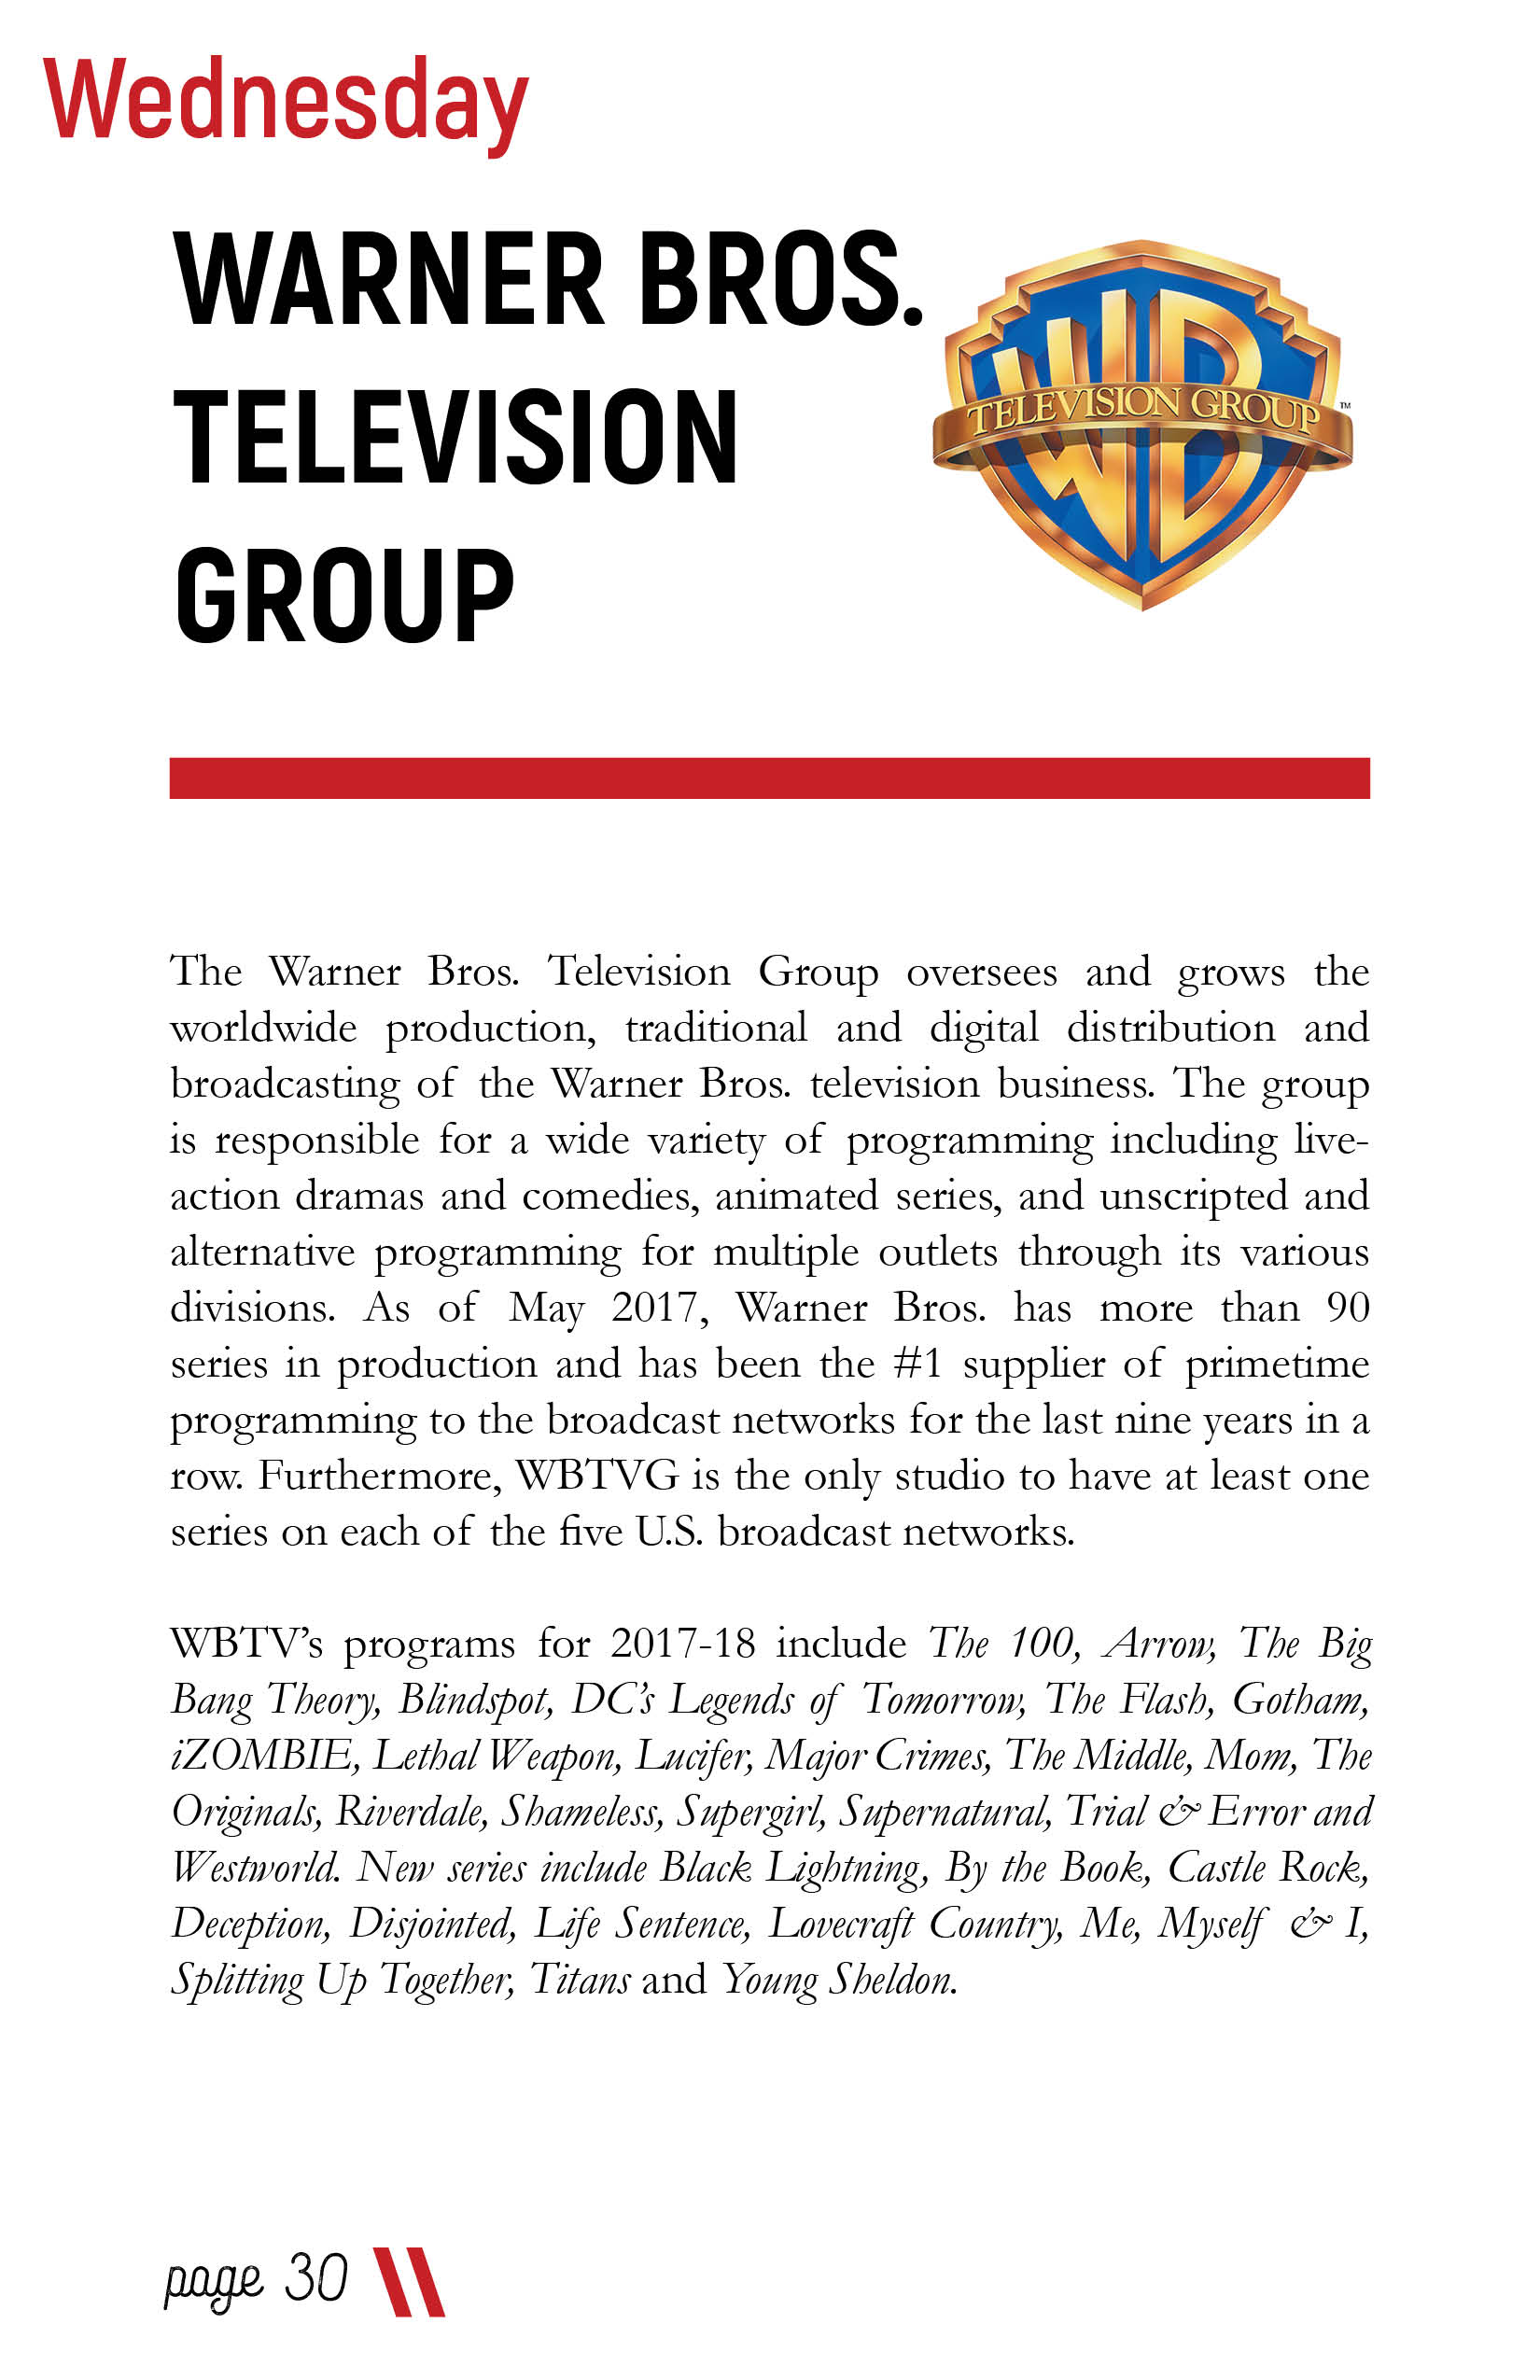 Wednesday
WARNER BROS.
TELEVISION
GROUP
TELEVISION GROUP
WB
TM
The Warner Bros. Television Group oversees and grows the
worldwide production, traditional and digital distribution and
broadcasting of the Warner Bros. television business. The group
is responsible for a wide variety of programming including live-
action dramas and comedies, animated series, and unscripted and
alternative programming for multiple outlets through its various
divisions. As of May 2017, Warner Bros. has more than 90
series in production and has been the #1 supplier of primetime
programming to the broadcast networks for the last nine years in a
row. Furthermore, WBTVG is the only studio to have at least one
series on each of the five U.S. broadcast networks.
WBTV’s programs for 2017-18 include The 100, Arrow, The Big
Bang Theory, Blindspot, DC’s Legends of Tomorrow, The Flash, Gotham,
iZOMBIE, Lethal Weapon, Lucifer, Major Crimes, The Middle, Mom, The
Originals, Riverdale, Shameless, Supergirl, Supernatural, Trial & Error and
Westworld. New series include Black Lightning, By the Book, Castle Rock,
Deception, Disjointed, Life Sentence, Lovecraft Country, Me, Myself & I,
Splitting Up Together, Titans and Young Sheldon.
page 30